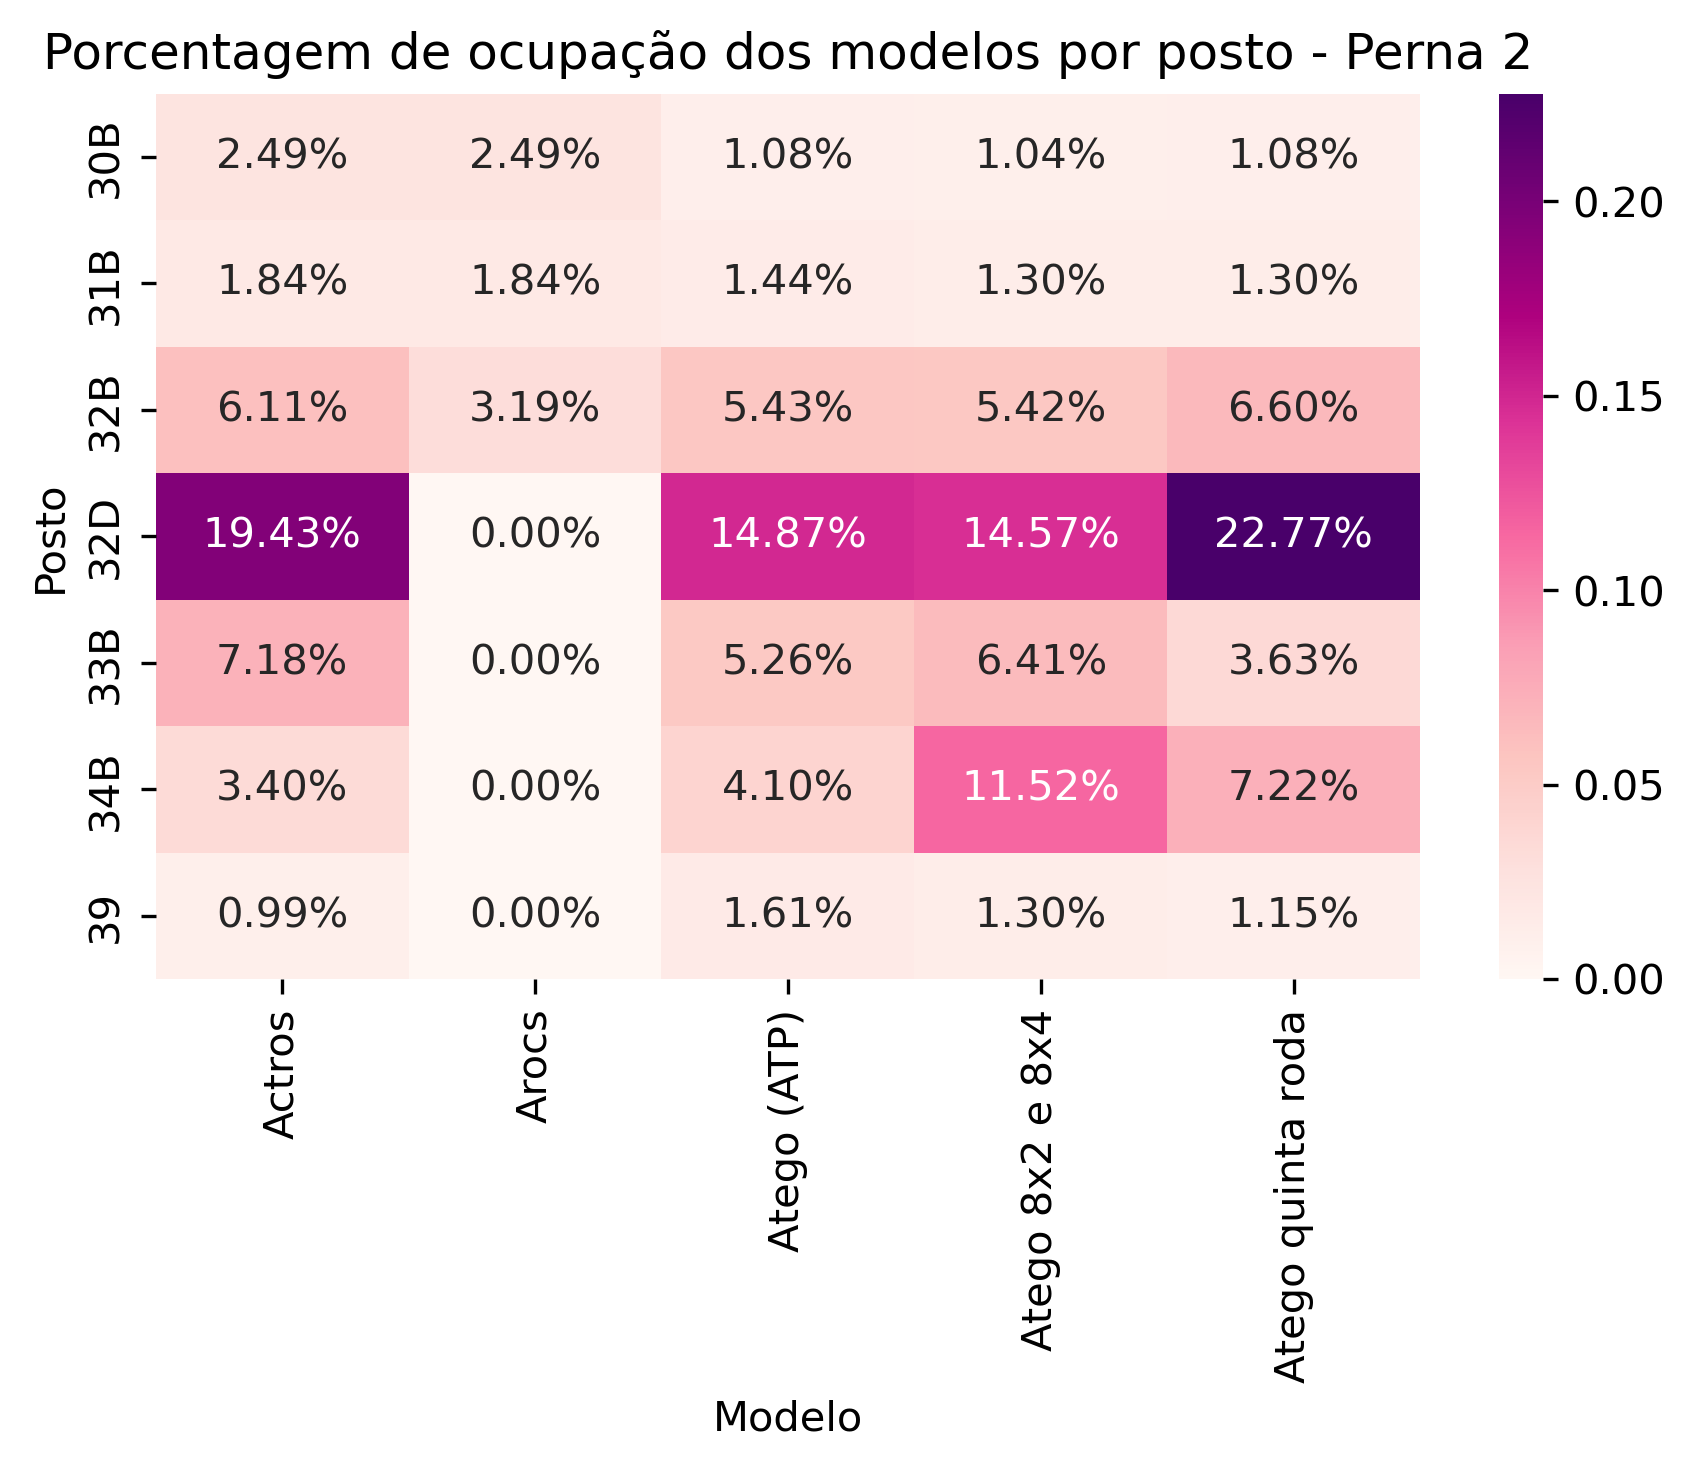 Porcentagem de ocupação dos modelos por posto - Perna 2
Posto
30B 2.49% 2.49% 1.08% 1.04% 1.08%
31B 1.84% 1.84% 1.44% 1.30% 1.30%
32B 6.11% 3.19% 5.43% 5.42% 6.60%
32D 19.43% 0.00% 14.87% 14.57% 22.77%
33B 7.18% 0.00% 5.26% 6.41% 3.63%
34B 3.40% 0.00% 4.10% 11.52% 7.22%
39 0.99% 0.00% 1.61% 1.30% 1.15%
Actros
Arocs
Atego (ATP)
Atego 8x2 e 8x4
Atego quinta roda
Modelo
0.20
0.15
0.10
0.05
0.00